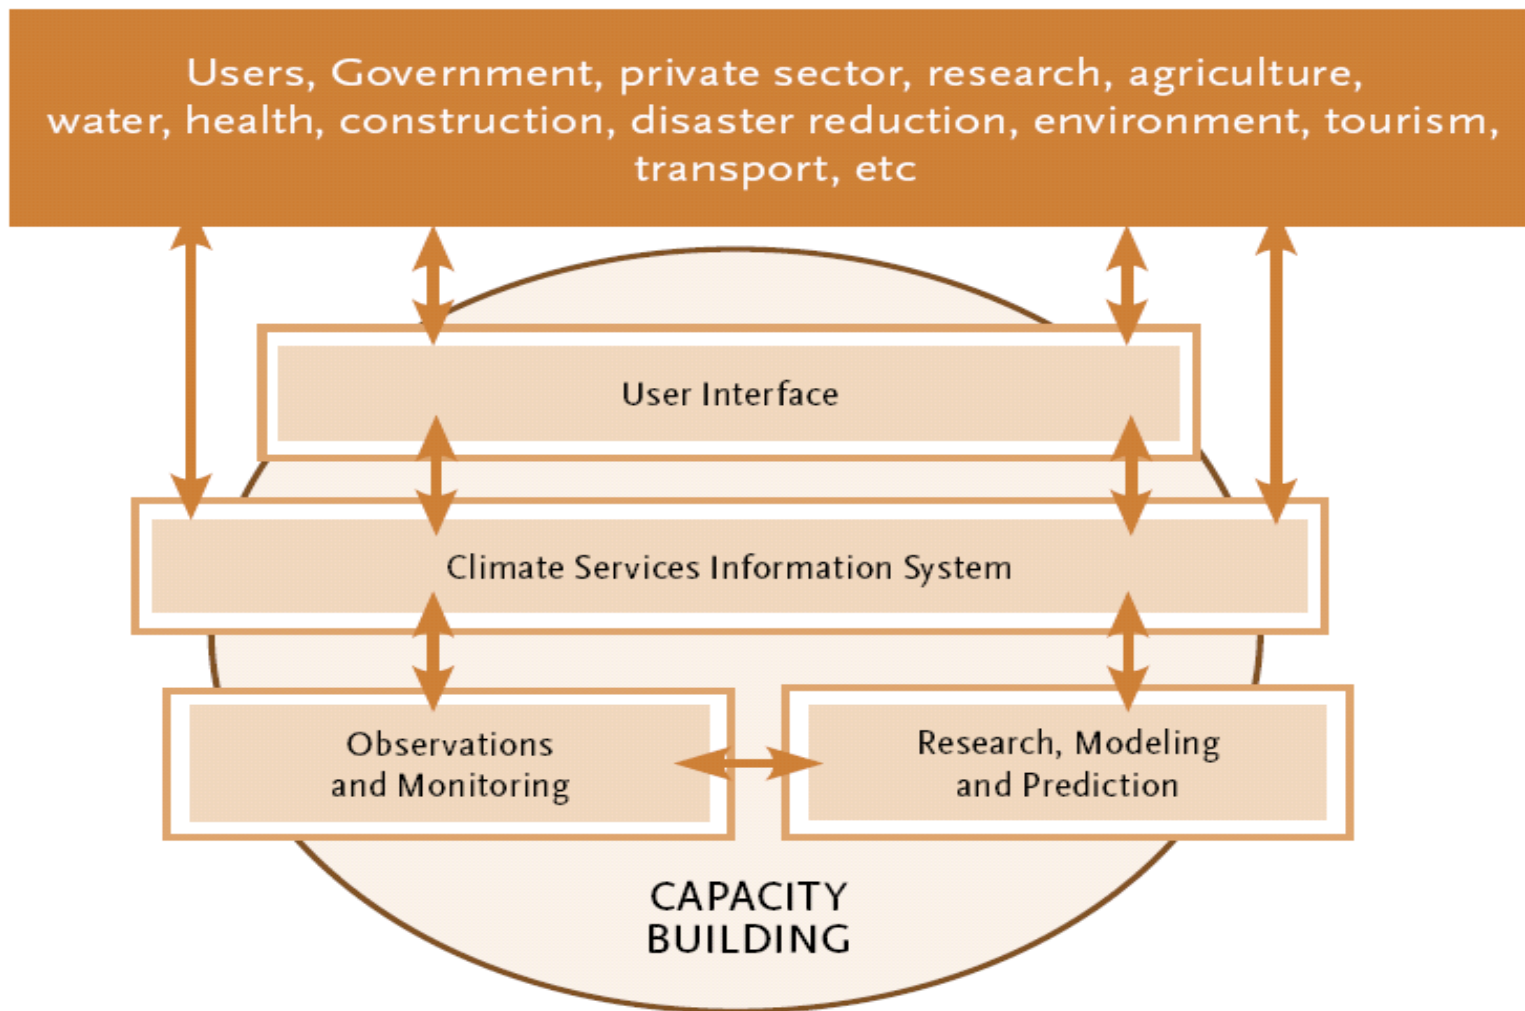 Users, Government, private sector, research, agriculture,
water, health, construction, disaster reduction, environment, tourism,
transport, etc
User Interface
Climate Services Information System
Observations
and Monitoring
Research, Modeling
and Prediction
CAPACITY
BUILDING